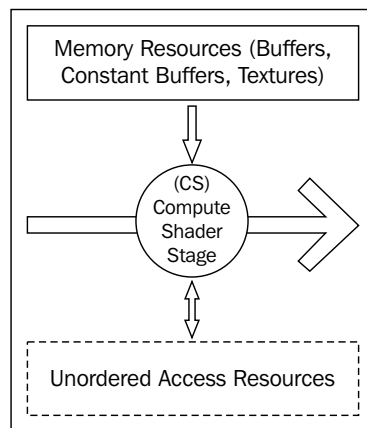 Memory Resources (Buffers,
Constant Buffers, Textures)
(CS)
Compute
Shader
Stage
Unordered Access Resources